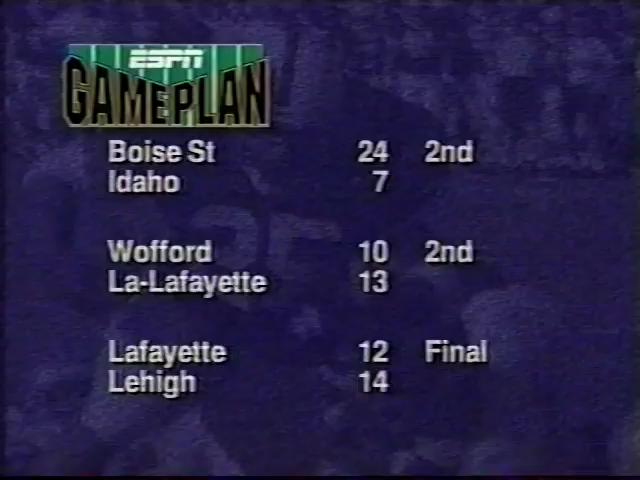 ESPN
GAMEPLAN
Boise St 24 2nd
Idaho 7
Wofford 10 2nd
La-Lafayette 13
Lafayette 12 Final
Lehigh 14